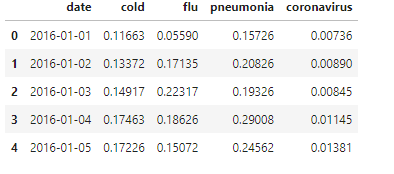 date cold flu pneumonia coronavirus
0 2016-01-01 0.11663 0.05590 0.15726 0.00736
1 2016-01-02 0.13372 0.17135 0.20826 0.00890
2 2016-01-03 0.14917 0.22317 0.19326 0.00845
3 2016-01-04 0.17463 0.18626 0.29008 0.01145
4 2016-01-05 0.17226 0.15072 0.24562 0.01381